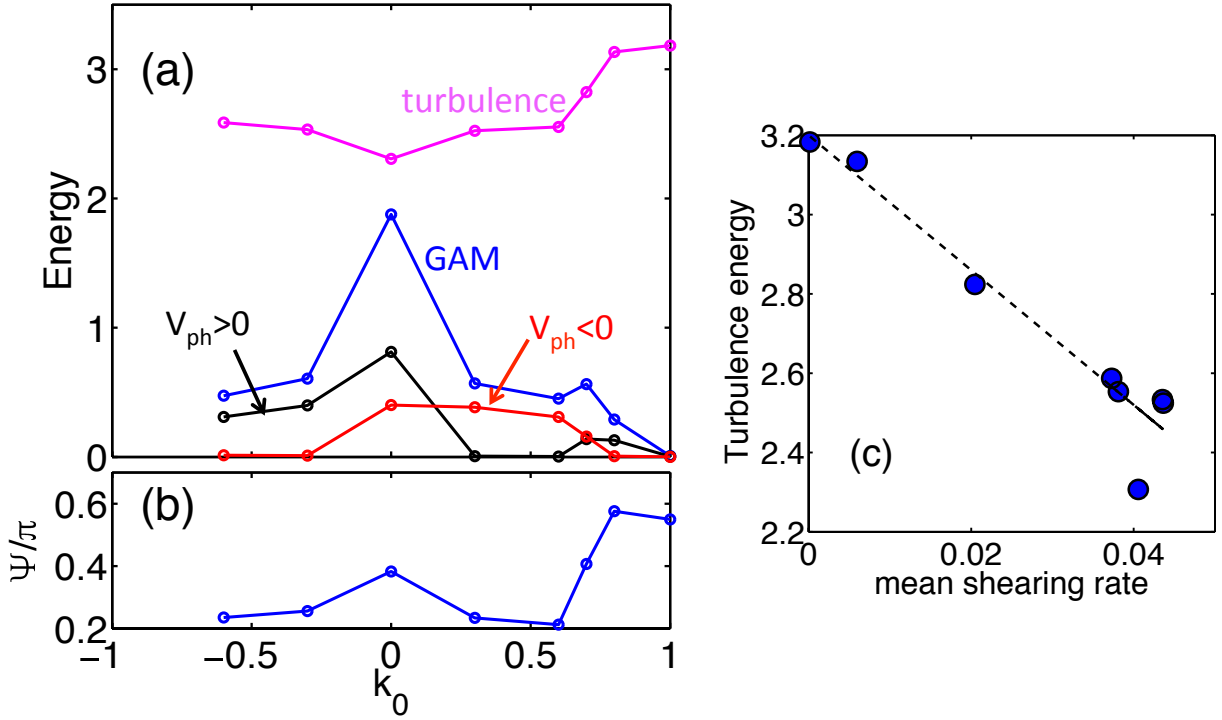 (a)
3
2
1
0
Energy
turbulence
GAM
V_ph>0
V_ph<0
(b)
0.6
0.4
0.2
Ψ/π
−1
−0.5
0
0.5
1
k_0
3.2
3
2.8
2.6
2.4
2.2
Turbulence energy
(c)
0
0.02
0.04
mean shearing rate